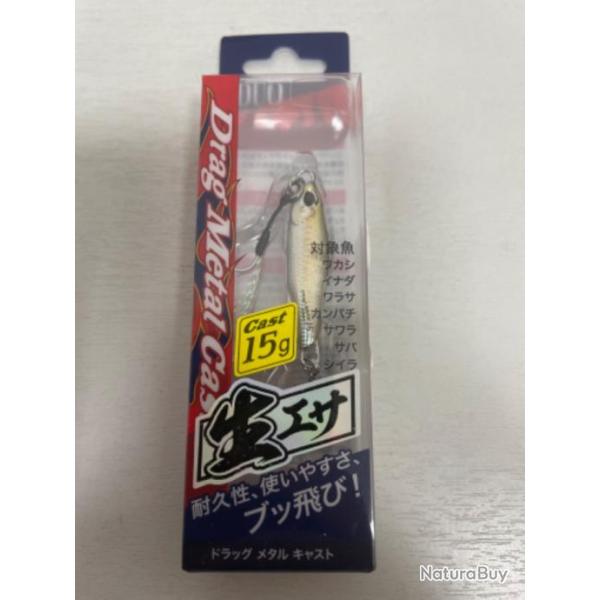 DUO
Drag Metal Cas
対象魚
ワカシ
イナダ
ワラサ
カンパチ
サワラ
サバ
シイラ
Cast
15g
生エサ
耐久性、使いやすさ、
ブッ飛び!
ドラッグ メタル キャスト
NaturaBuy